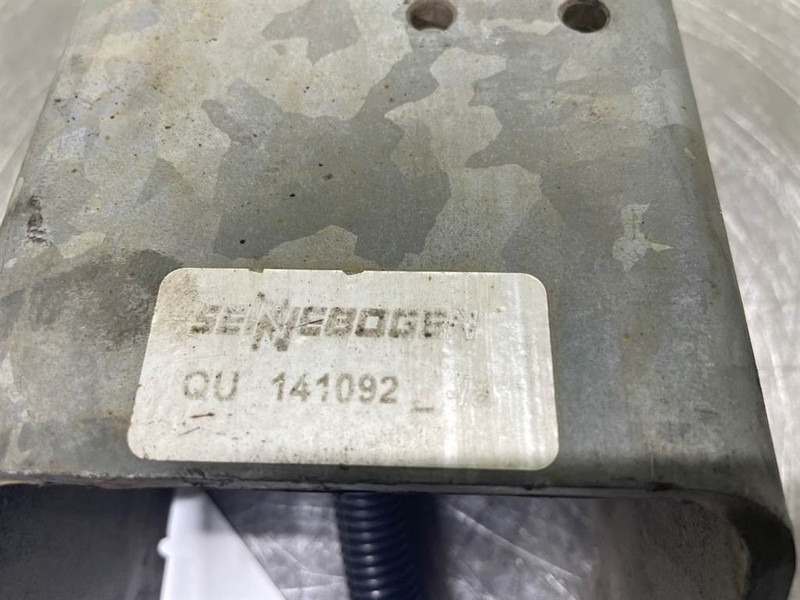 SENNEBOGEN
QU 141092 _